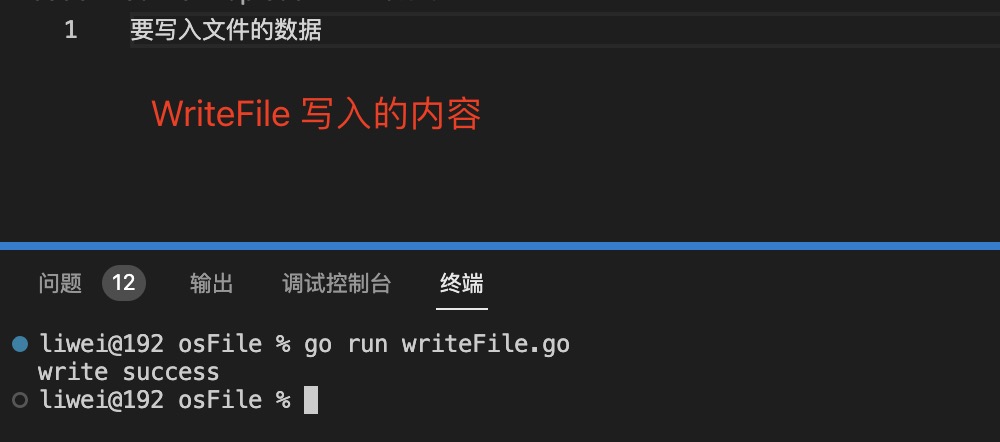 1 要写入文件的数据
WriteFile 写入的内容
问题 12 输出 调试控制台 终端
liwei@192 osFile % go run writeFile.go
write success
liwei@192 osFile %